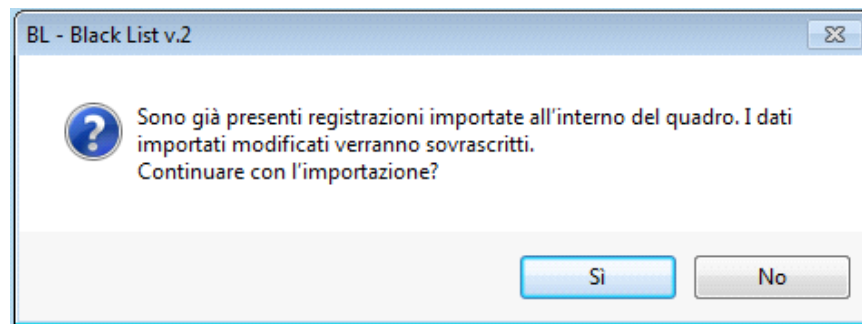 BL - Black List v.2
Sono già presenti registrazioni importate all'interno del quadro. I dati
importati modificati verranno sovrascritti.
Continuare con l'importazione?
Sì
No